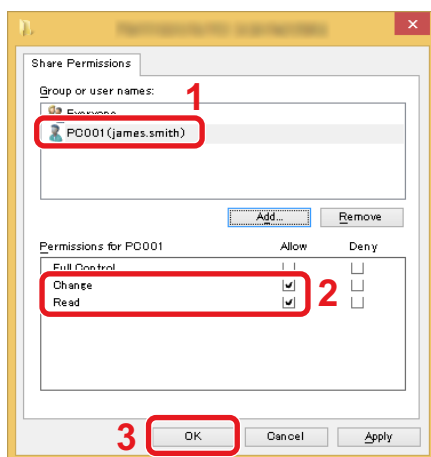 Share Permissions
Group or user names:
1
Everyone
PC001(james.smith)
Add... Remove
Permissions for PC001 Allow Deny
Full Control
Change
Read
2
3
OK Cancel Apply